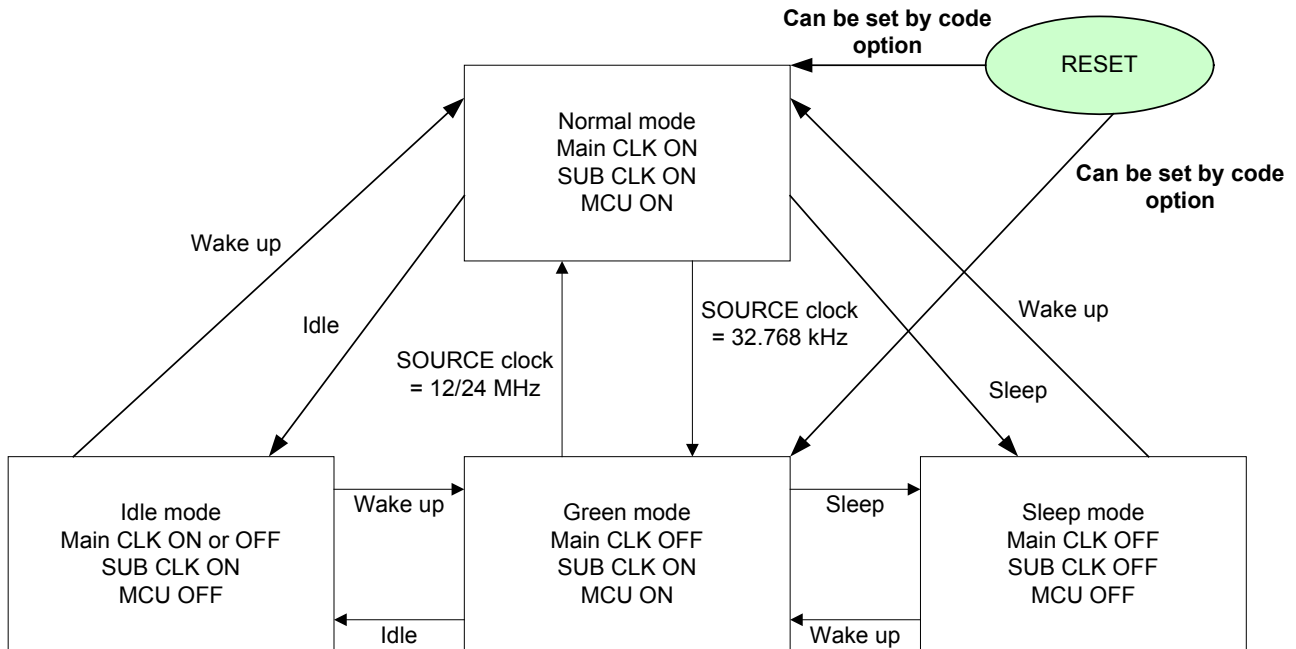 Can be set by code
option
RESET
Normal mode
Main CLK ON
SUB CLK ON
MCU ON
Can be set by code
option
Wake up
Idle
SOURCE clock
= 12/24 MHz
SOURCE clock
= 32.768 kHz
Wake up
Sleep
Idle mode
Main CLK ON or OFF
SUB CLK ON
MCU OFF
Wake up
Idle
Green mode
Main CLK OFF
SUB CLK ON
MCU ON
Sleep
Wake up
Sleep mode
Main CLK OFF
SUB CLK OFF
MCU OFF